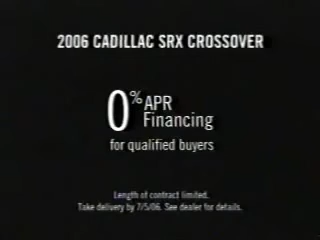 2006 CADILLAC SRX CROSSOVER
0% APR
Financing
for qualified buyers
Length of contract limited.
Take delivery by 7/5/06. See dealer for details.